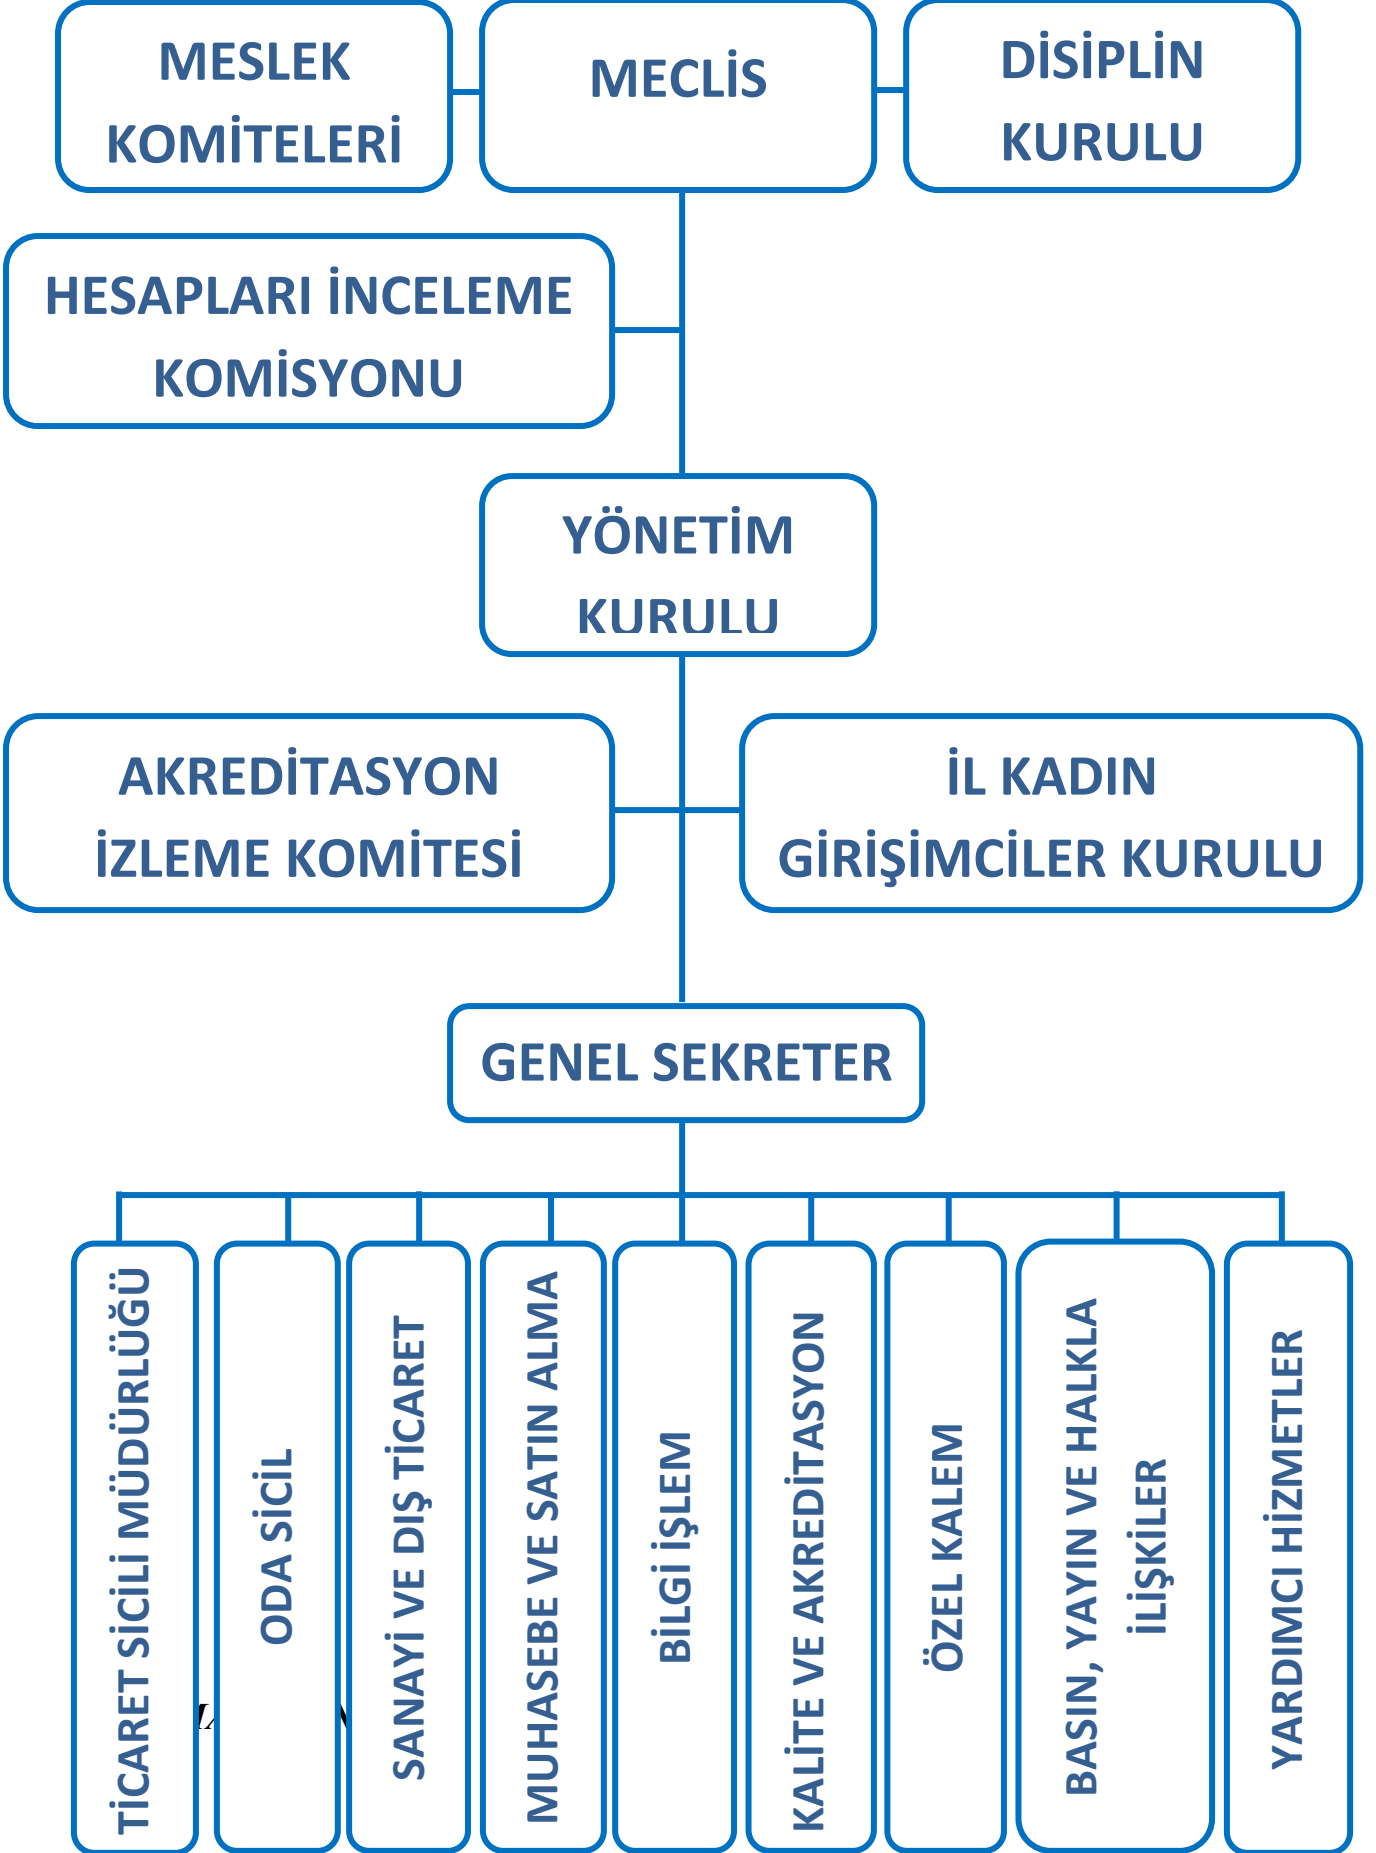 MESLEK
KOMİTELERİ
MECLİS
DİSİPLİN
KURULU
HESAPLARI İNCELEME
KOMİSYONU
YÖNETİM
KURULU
AKREDİTASYON
İZLEME KOMİTESİ
İL KADIN
GİRİŞİMCİLER KURULU
GENEL SEKRETER
TİCARET SİCİLİ MÜDÜRLÜĞÜ
ODA SİCİL
SANAYİ VE DIŞ TİCARET
MUHASEBE VE SATIN ALMA
BİLGİ İŞLEM
KALİTE VE AKREDİTASYON
ÖZEL KALEM
BASIN, YAYIN VE HALKLA
İLİŞKİLER
YARDIMCI HİZMETLER